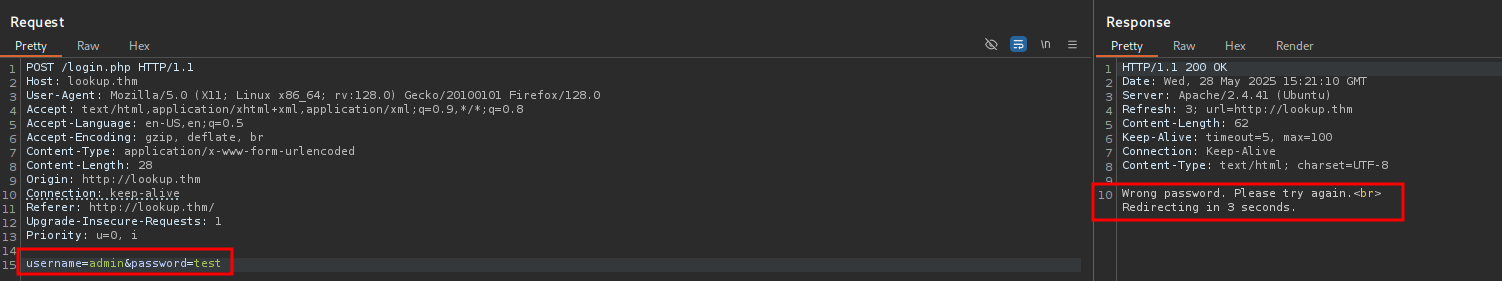 Request
Pretty Raw Hex
\n
1 POST /login.php HTTP/1.1
2 Host: lookup.thm
3 User-Agent: Mozilla/5.0 (X11; Linux x86_64; rv:128.0) Gecko/20100101 Firefox/128.0
4 Accept: text/html,application/xhtml+xml,application/xml;q=0.9,*/*;q=0.8
5 Accept-Language: en-US,en;q=0.5
6 Accept-Encoding: gzip, deflate, br
7 Content-Type: application/x-www-form-urlencoded
8 Content-Length: 28
9 Origin: http://lookup.thm
10 Connection: keep-alive
11 Referer: http://lookup.thm/
12 Upgrade-Insecure-Requests: 1
13 Priority: u=0, i
14
15 username=admin&password=test
Response
Pretty Raw Hex Render
1 HTTP/1.1 200 OK
2 Date: Wed, 28 May 2025 15:21:10 GMT
3 Server: Apache/2.4.41 (Ubuntu)
4 Refresh: 3; url=http://lookup.thm
5 Content-Length: 62
6 Keep-Alive: timeout=5, max=100
7 Connection: Keep-Alive
8 Content-Type: text/html; charset=UTF-8
9
10 Wrong password. Please try again.<br>
Redirecting in 3 seconds.